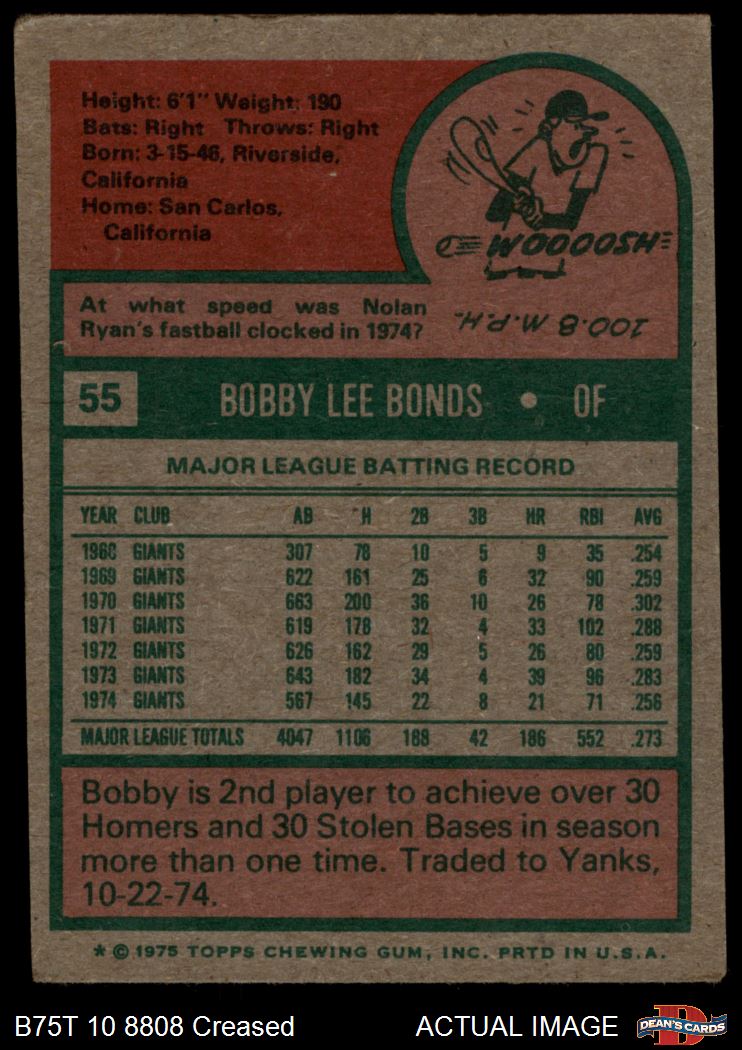 Height: 6'1" Weight: 190
Bats: Right Throws: Right
Born: 3-15-46, Riverside,
California
Home: San Carlos,
California
WOOOOSH
At what speed was Nolan
Ryan's fastball clocked in 1974?
100.8 M.P.H.
55 BOBBY LEE BONDS • OF
MAJOR LEAGUE BATTING RECORD
YEAR CLUB AB H 2B 3B HR RBI AVG
1968 GIANTS 307 78 10 5 9 35 .254
1969 GIANTS 622 161 25 6 32 90 .259
1970 GIANTS 663 200 36 10 26 78 .302
1971 GIANTS 619 178 32 4 33 102 .288
1972 GIANTS 626 162 29 5 26 80 .259
1973 GIANTS 643 182 34 4 39 96 .283
1974 GIANTS 567 145 22 8 21 71 .256
MAJOR LEAGUE TOTALS 4047 1106 188 42 186 552 .273
Bobby is 2nd player to achieve over 30
Homers and 30 Stolen Bases in season
more than one time. Traded to Yanks,
10-22-74.
* © 1975 TOPPS CHEWING GUM, INC. PRTD IN U.S.A.
B75T 10 8808 Creased ACTUAL IMAGE
DEAN'S CARDS